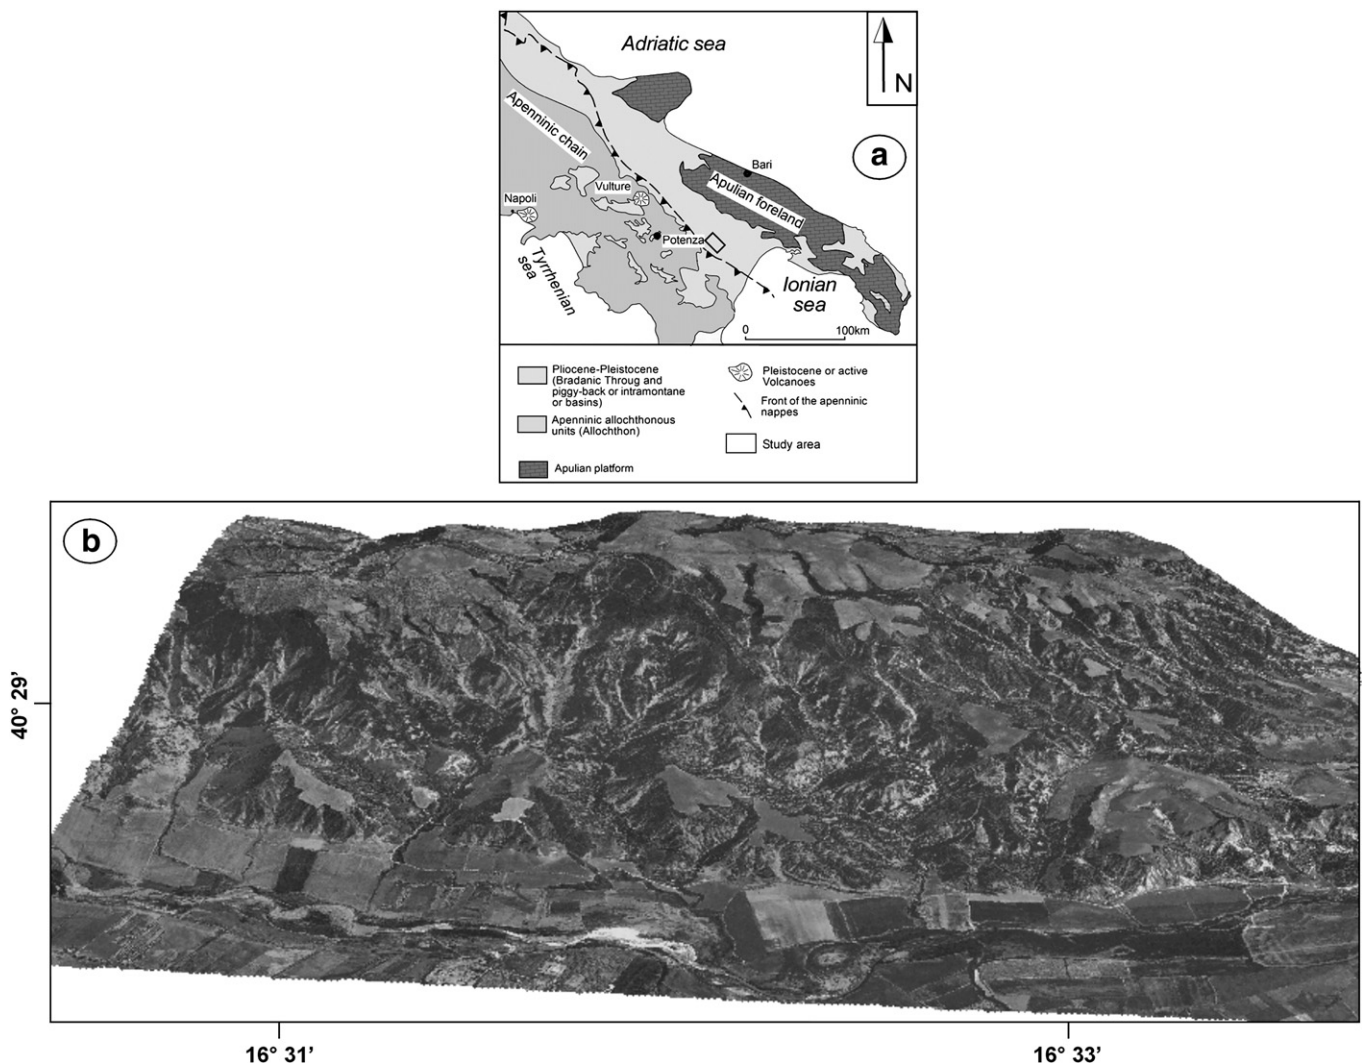 Adriatic sea
N
a
Apenninic chain
Bari
Apulian foreland
Vulture
Napoli
Potenza
Tyrrhenian
sea
Ionian
sea
0 100km
Pliocene-Pleistocene
(Bradanic Throug and
piggy-back or intramontane
or basins)
Apenninic allochthonous
units (Allochthon)
Apulian platform
Pleistocene or active
Volcanoes
Front of the apenninic
nappes
Study area
b
40° 29'
16° 31' 16° 33'